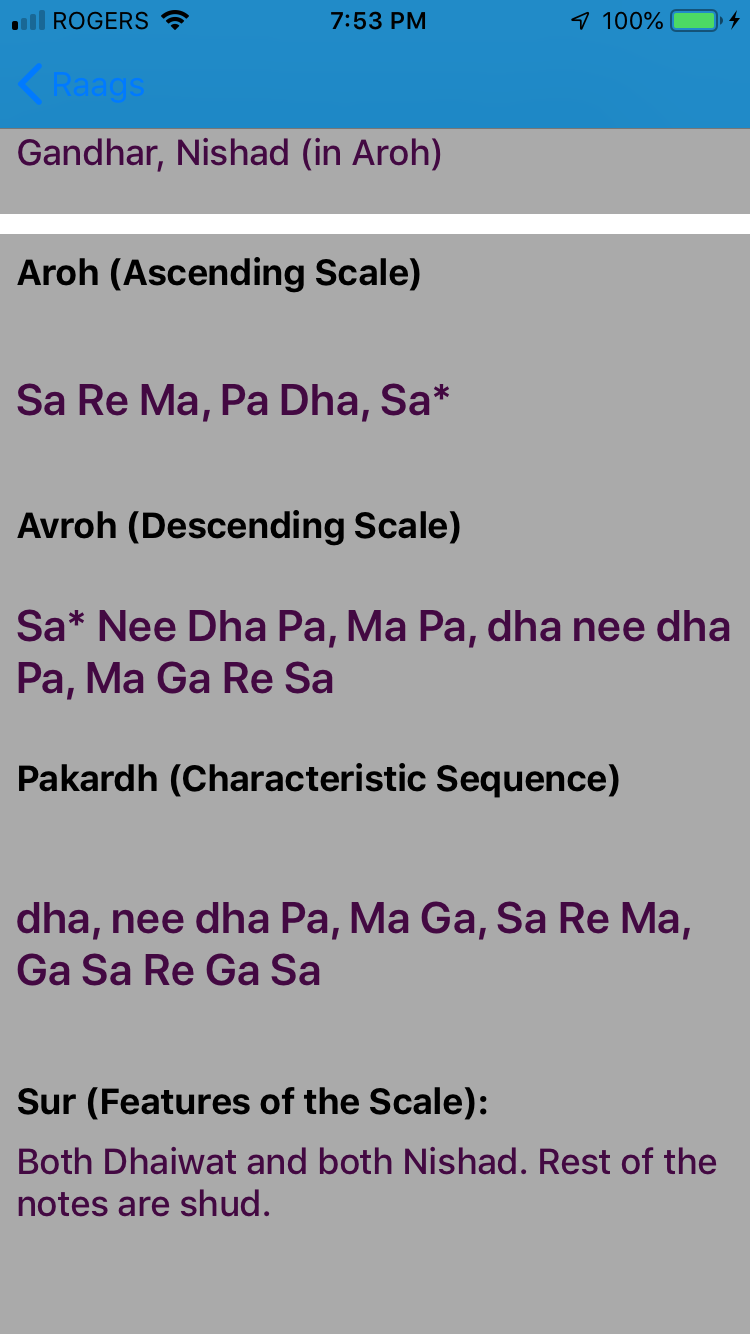 ROGERS 7:53 PM 100%
Raags
Gandhar, Nishad (in Aroh)
Aroh (Ascending Scale)
Sa Re Ma, Pa Dha, Sa*
Avroh (Descending Scale)
Sa* Nee Dha Pa, Ma Pa, dha nee dha
Pa, Ma Ga Re Sa
Pakardh (Characteristic Sequence)
dha, nee dha Pa, Ma Ga, Sa Re Ma,
Ga Sa Re Ga Sa
Sur (Features of the Scale):
Both Dhaiwat and both Nishad. Rest of the
notes are shud.